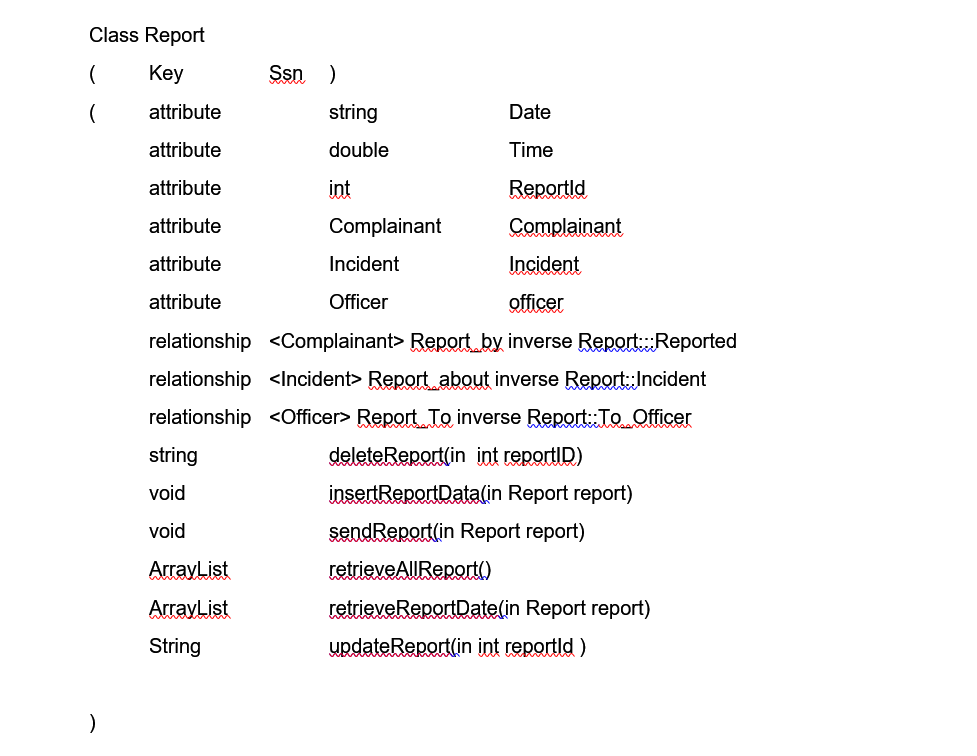 Class Report
( Key Ssn )
( attribute string Date
attribute double Time
attribute int ReportId
attribute Complainant Complainant
attribute Incident Incident
attribute Officer officer
relationship <Complainant> Report_by inverse Report:::Reported
relationship <Incident> Report_about inverse Report::Incident
relationship <Officer> Report_To inverse Report::To_Officer
string deleteReport(in int reportID)
void insertReportData(in Report report)
void sendReport(in Report report)
ArrayList retrieveAllReport()
ArrayList retrieveReportDate(in Report report)
String updateReport(in int reportId )
)